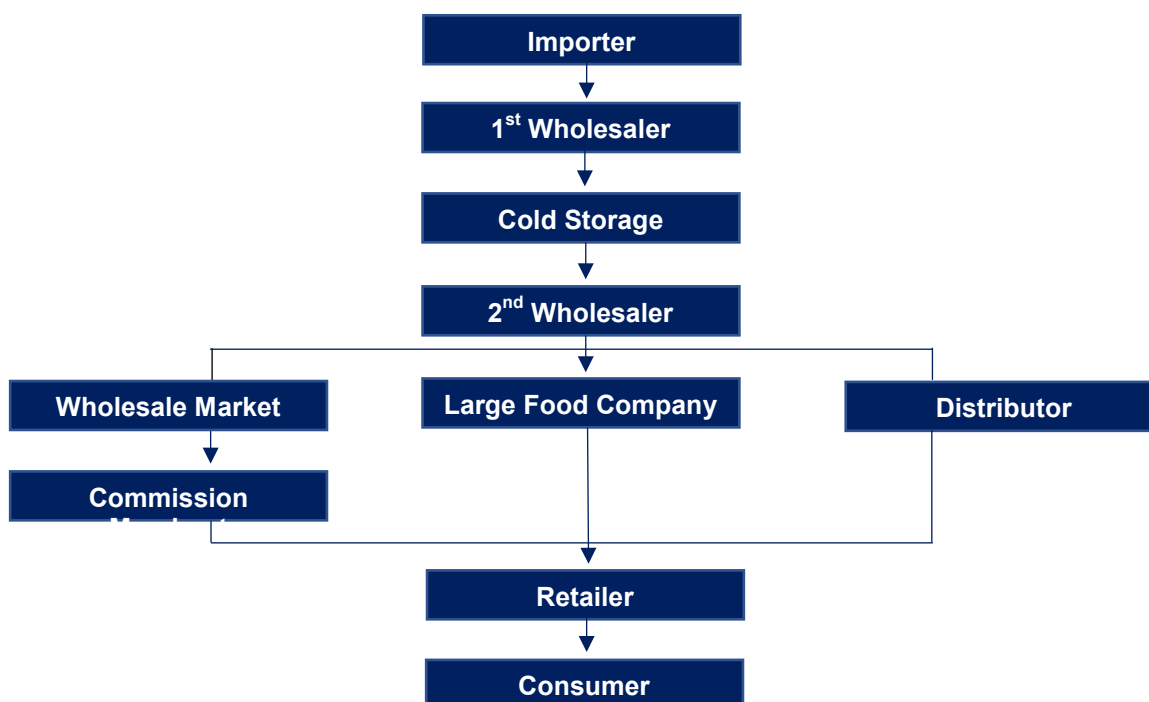 Importer
1st Wholesaler
Cold Storage
2nd Wholesaler
Wholesale Market
Large Food Company
Distributor
Commission
Retailer
Consumer